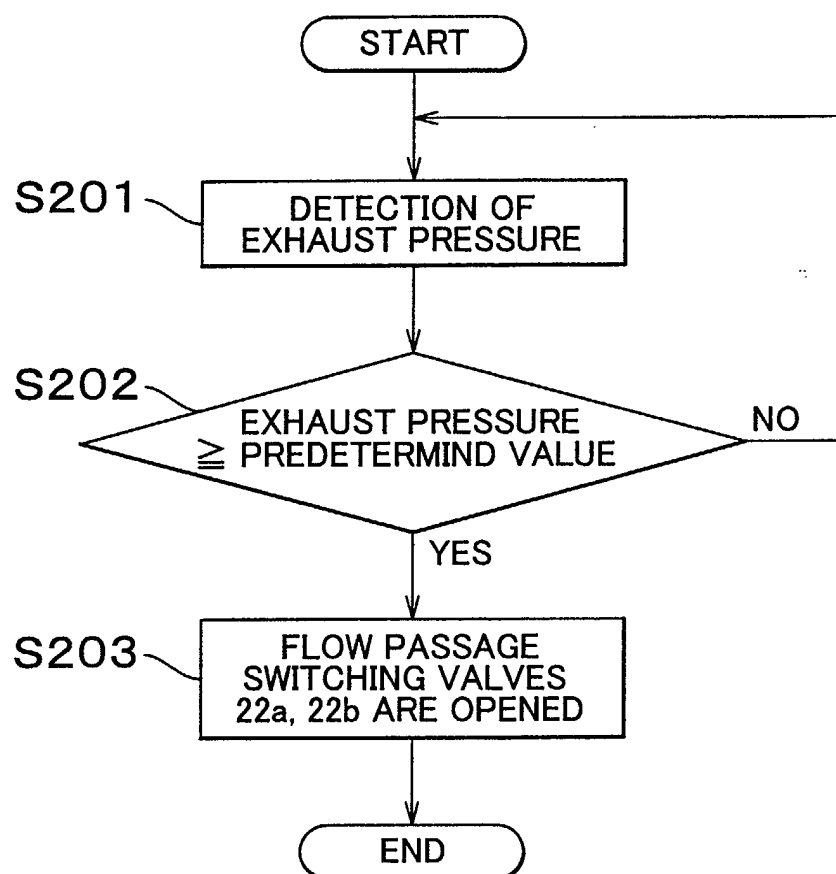 START
S201
DETECTION OF
EXHAUST PRESSURE
S202
EXHAUST PRESSURE
≧ PREDETERMIND VALUE
NO
YES
S203
FLOW PASSAGE
SWITCHING VALVES
22a, 22b ARE OPENED
END